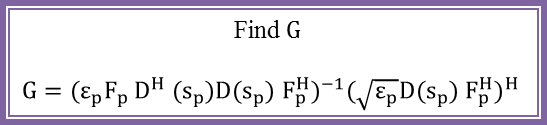 Find G
G = (εₚFₚ Dᴴ (sₚ)D(sₚ) Fₚᴴ)⁻¹(√εₚD(sₚ) Fₚᴴ)ᴴ